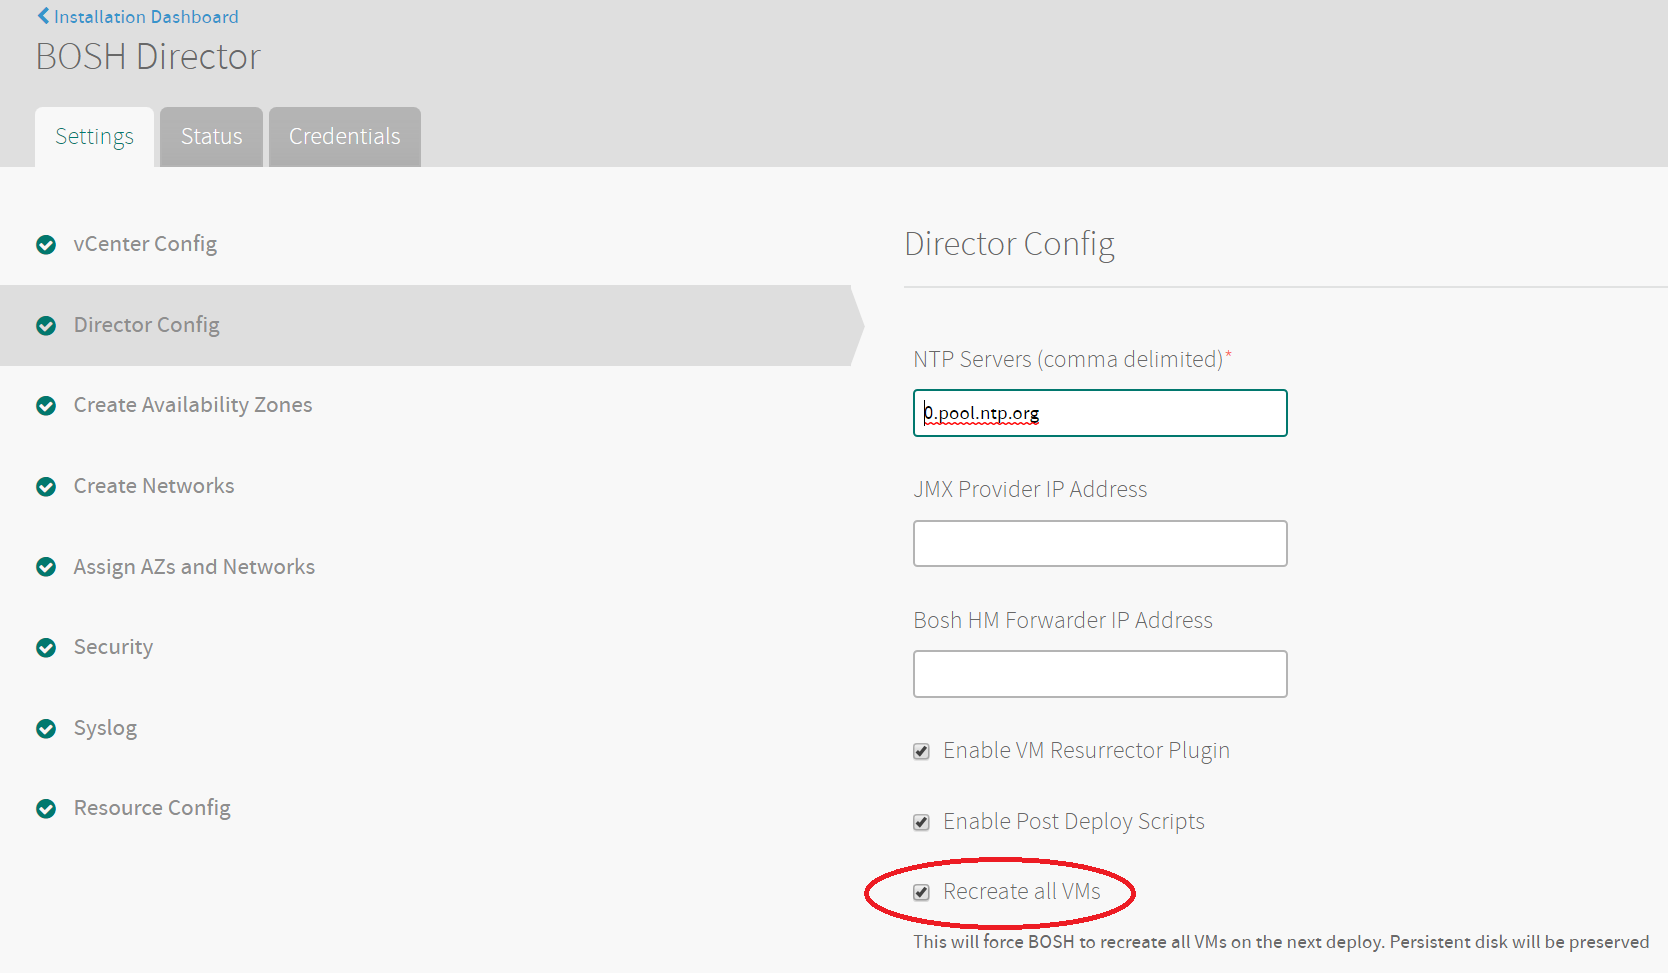 Installation Dashboard
BOSH Director
Settings
Status
Credentials
vCenter Config
Director Config
Create Availability Zones
Create Networks
Assign AZs and Networks
Security
Syslog
Resource Config
Director Config
NTP Servers (comma delimited)*
0.pool.ntp.org
JMX Provider IP Address
Bosh HM Forwarder IP Address
Enable VM Resurrector Plugin
Enable Post Deploy Scripts
Recreate all VMs
This will force BOSH to recreate all VMs on the next deploy. Persistent disk will be preserved